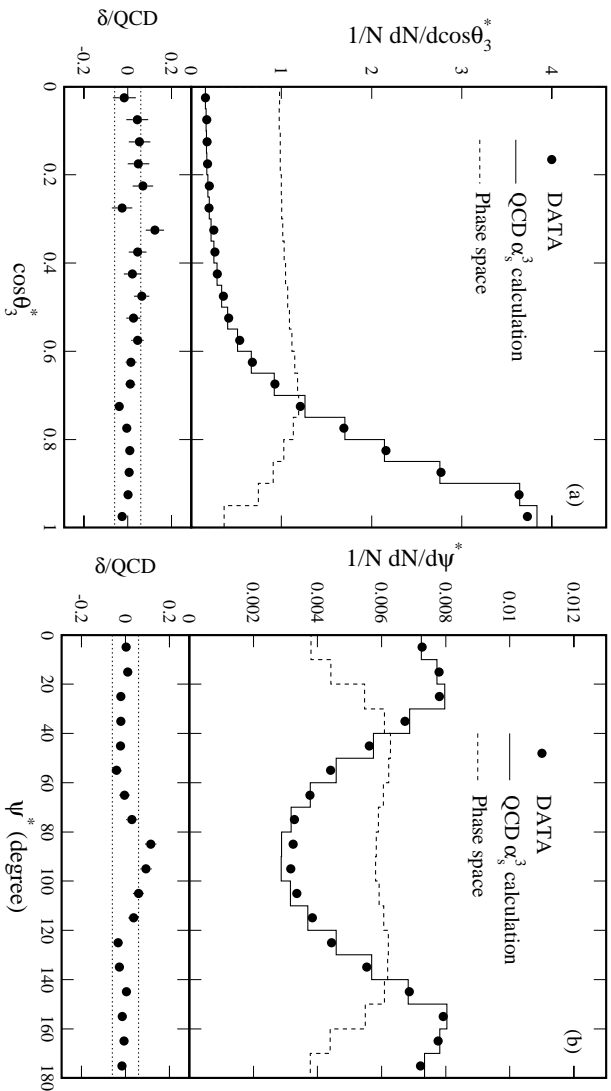 1/N dN/dcosθ₃*
4
3
2
1
0
(a)
DATA
QCD αₛ³ calculation
Phase space
δ/QCD
0.2
0
-0.2
0
0.2
0.4
0.6
0.8
1
cosθ₃*
1/N dN/dψ*
0.012
0.01
0.008
0.006
0.004
0.002
0
(b)
DATA
QCD αₛ³ calculation
Phase space
δ/QCD
0.2
0
-0.2
0
20
40
60
80
100
120
140
160
180
ψ* (degree)